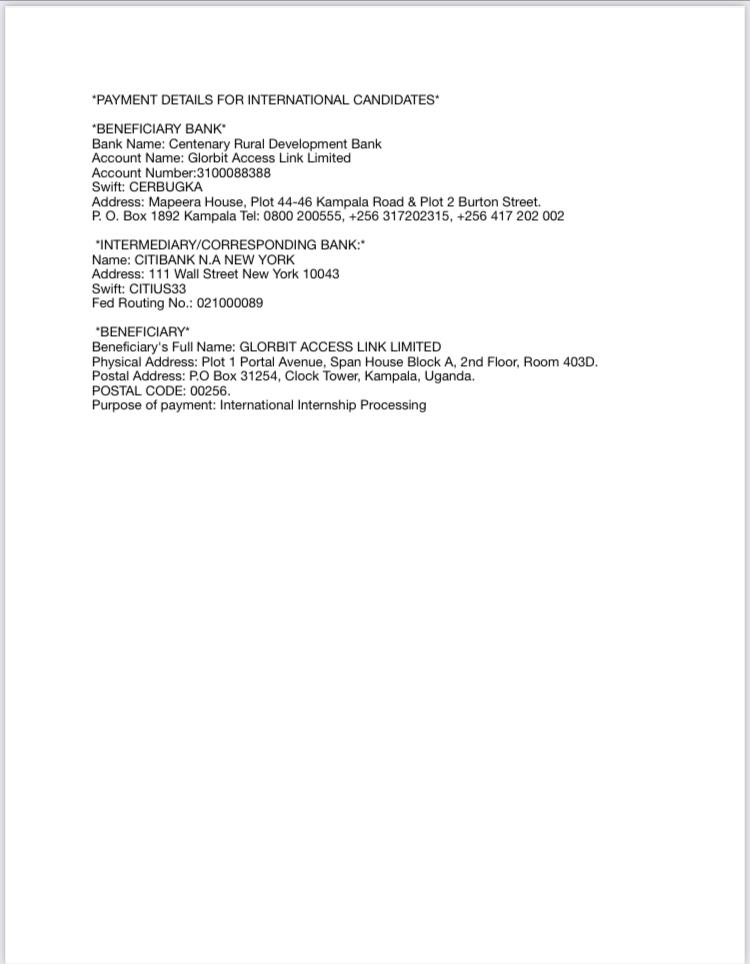 *PAYMENT DETAILS FOR INTERNATIONAL CANDIDATES*
*BENEFICIARY BANK*
Bank Name: Centenary Rural Development Bank
Account Name: Glorbit Access Link Limited
Account Number:3100088388
Swift: CERBUGKA
Address: Mapeera House, Plot 44-46 Kampala Road & Plot 2 Burton Street.
P. O. Box 1892 Kampala Tel: 0800 200555, +256 317202315, +256 417 202 002
*INTERMEDIARY/CORRESPONDING BANK:*
Name: CITIBANK N.A NEW YORK
Address: 111 Wall Street New York 10043
Swift: CITIUS33
Fed Routing No.: 021000089
*BENEFICIARY*
Beneficiary's Full Name: GLORBIT ACCESS LINK LIMITED
Physical Address: Plot 1 Portal Avenue, Span House Block A, 2nd Floor, Room 403D.
Postal Address: P.O Box 31254, Clock Tower, Kampala, Uganda.
POSTAL CODE: 00256.
Purpose of payment: International Internship Processing